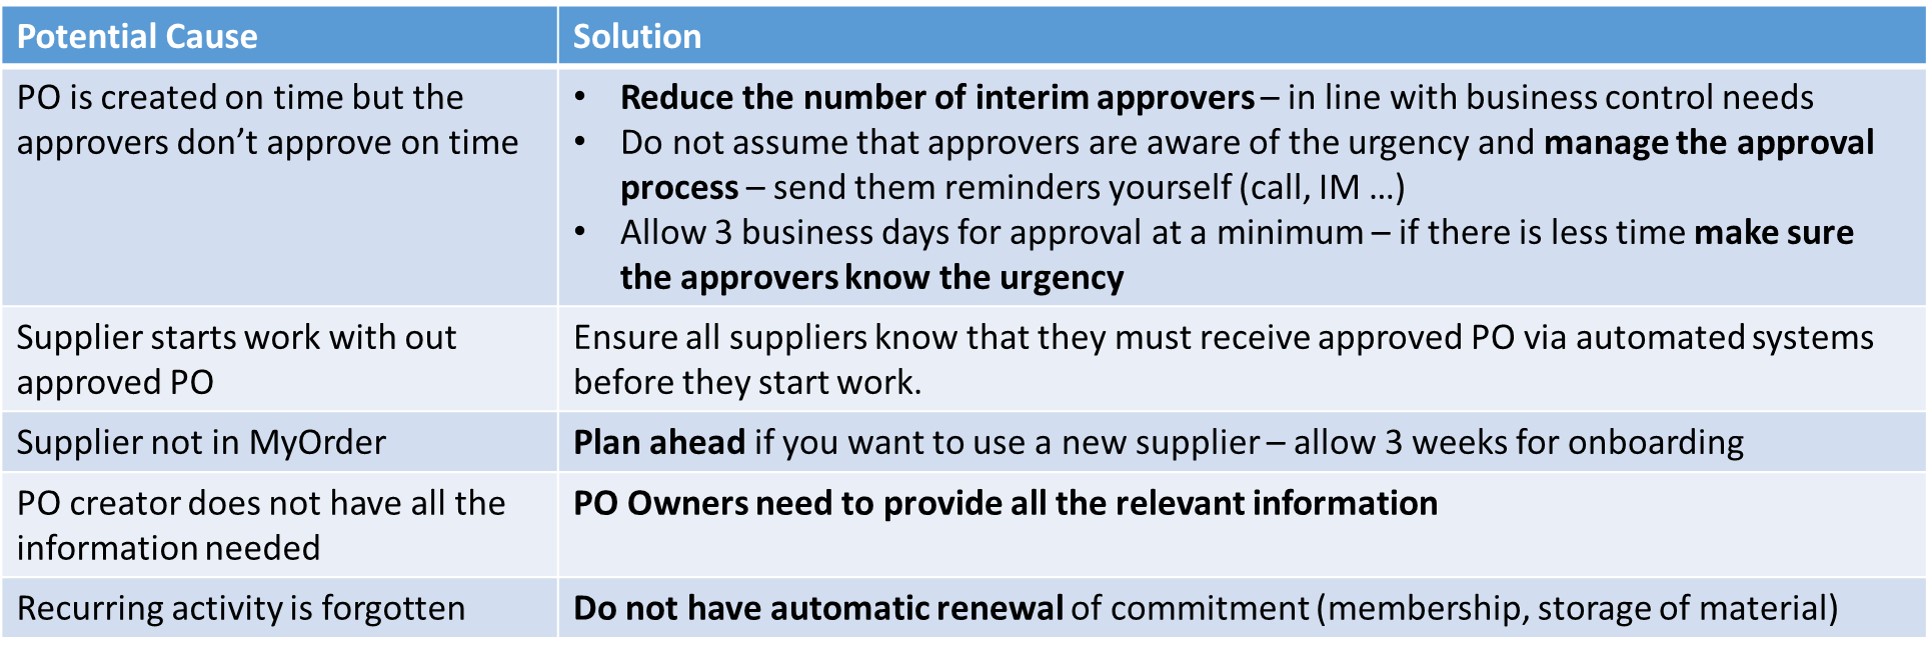 Potential Cause
Solution
PO is created on time but the
approvers don’t approve on time
• Reduce the number of interim approvers – in line with business control needs
• Do not assume that approvers are aware of the urgency and manage the approval
process – send them reminders yourself (call, IM …)
• Allow 3 business days for approval at a minimum – if there is less time make sure
the approvers know the urgency
Supplier starts work with out
approved PO
Ensure all suppliers know that they must receive approved PO via automated systems
before they start work.
Supplier not in MyOrder
Plan ahead if you want to use a new supplier – allow 3 weeks for onboarding
PO creator does not have all the
information needed
PO Owners need to provide all the relevant information
Recurring activity is forgotten
Do not have automatic renewal of commitment (membership, storage of material)